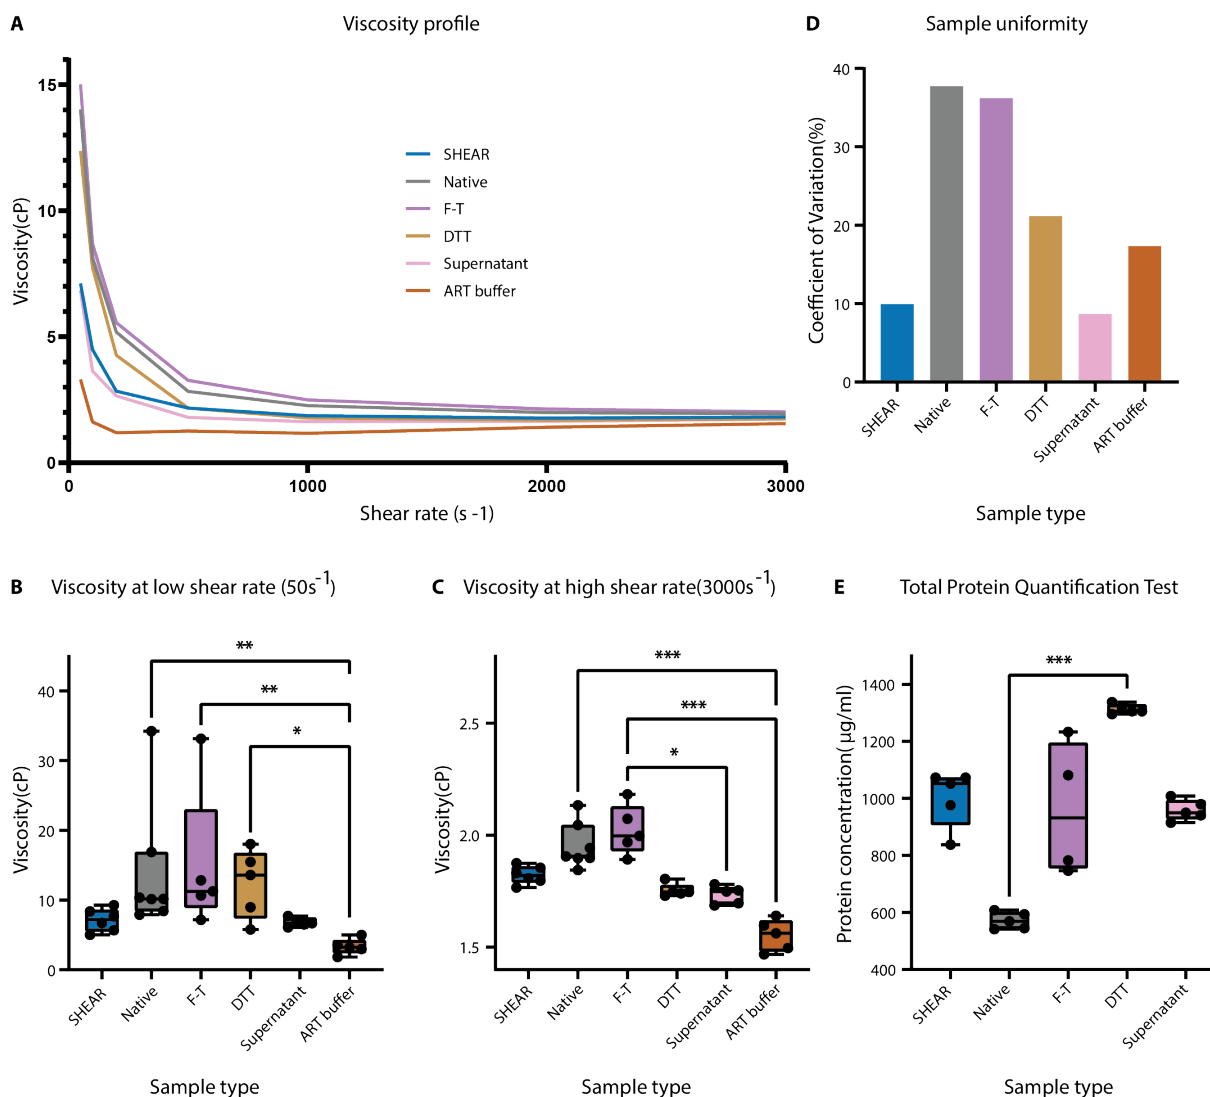 A
Viscosity profile
15
10
5
0
Viscosity(cP)
0
1000
2000
3000
Shear rate (s -1)
SHEAR
Native
F-T
DTT
Supernatant
ART buffer
D
Sample uniformity
40
30
20
10
0
Coefficient of Variation(%)
SHEAR
Native
F-T
DTT
Supernatant
ART buffer
Sample type
B
Viscosity at low shear rate (50s-1)
40
30
20
10
0
Viscosity(cP)
**
**
*
SHEAR
Native
F-T
DTT
Supernatant
ART buffer
Sample type
C
Viscosity at high shear rate(3000s-1)
2.5
2.0
1.5
Viscosity(cP)
***
***
*
SHEAR
Native
F-T
DTT
Supernatant
ART buffer
Sample type
E
Total Protein Quantification Test
1400
1200
1000
800
600
400
Protein concentration( µg/ml)
***
SHEAR
Native
F-T
DTT
Supernatant
Sample type